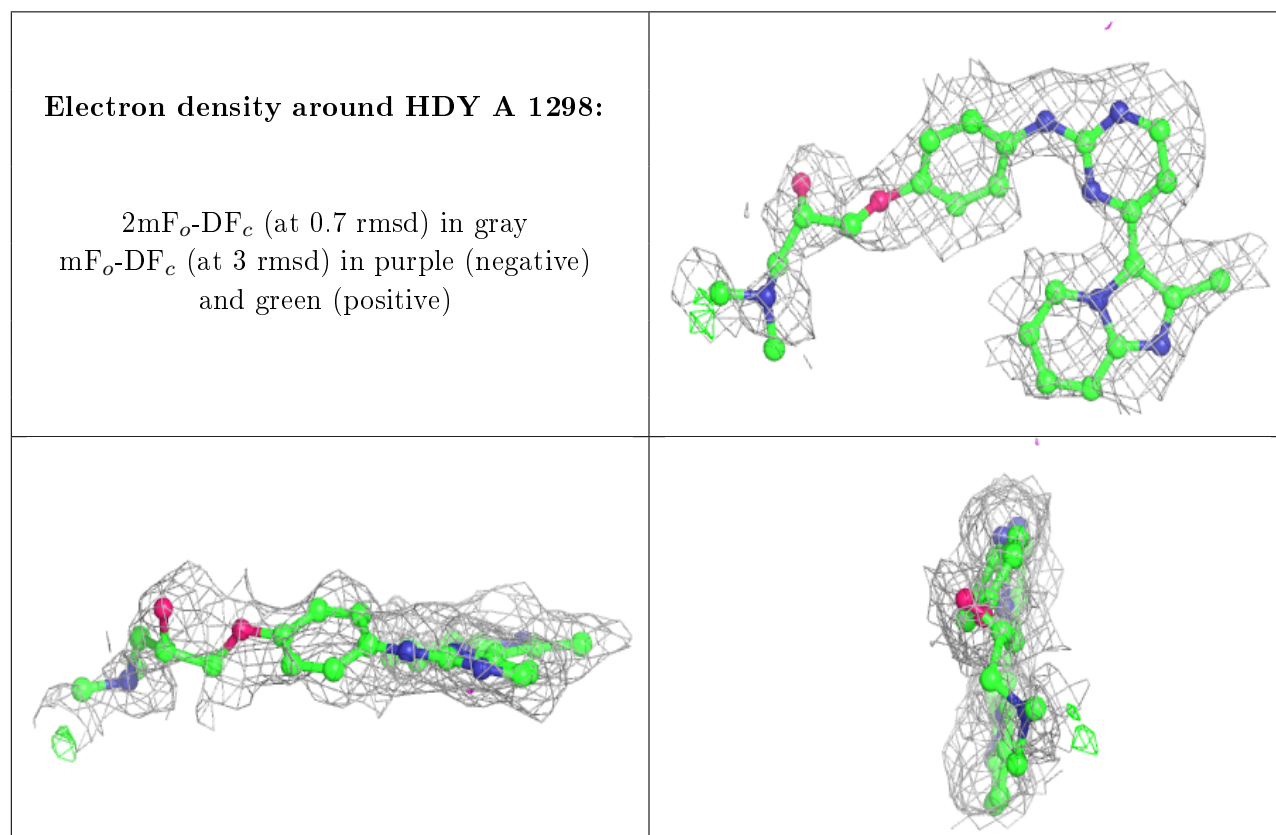 Electron density around HDY A 1298:
2mFo-DFc (at 0.7 rmsd) in gray
mFo-DFc (at 3 rmsd) in purple (negative)
and green (positive)